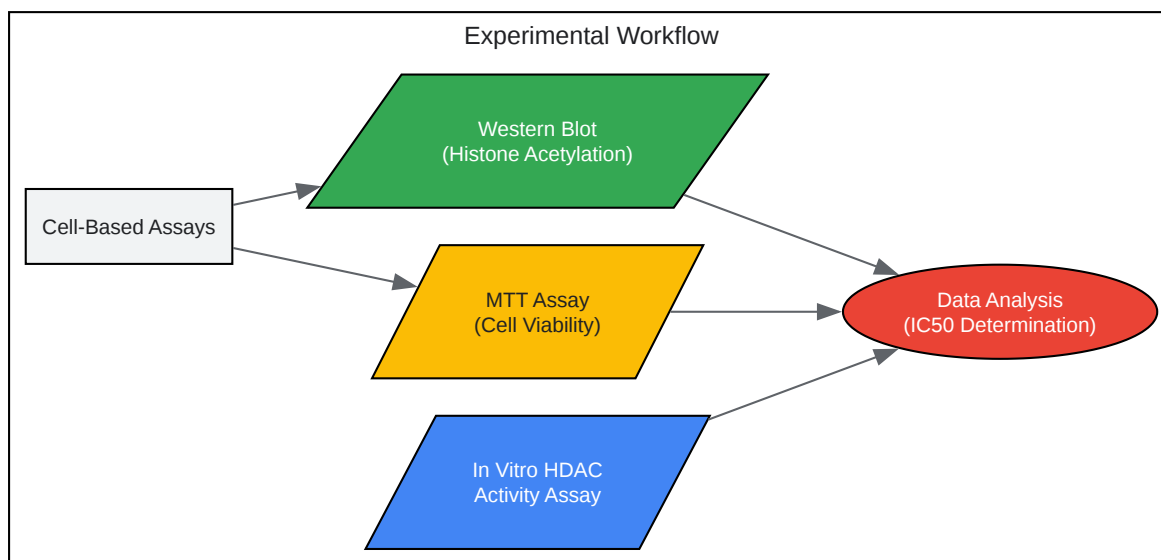 Experimental Workflow
Western Blot
(Histone Acetylation)
Cell-Based Assays
MTT Assay
(Cell Viability)
Data Analysis
(IC50 Determination)
In Vitro HDAC
Activity Assay